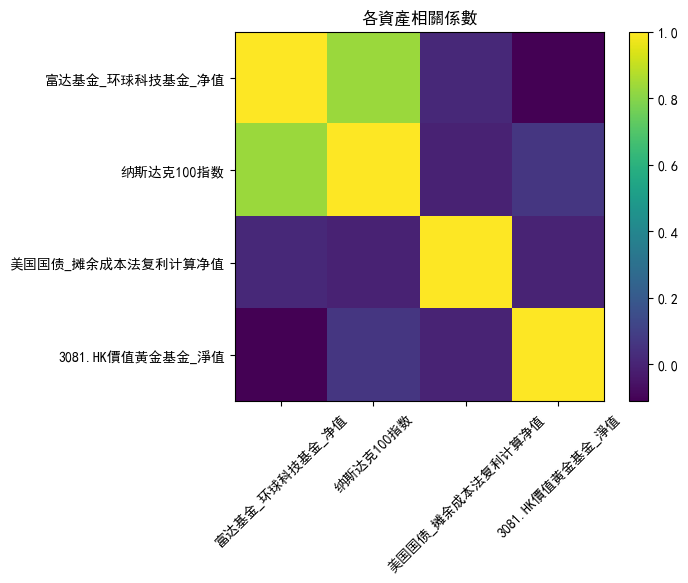 各資產相關係數
富达基金_环球科技基金_净值
纳斯达克100指数
美国国债_摊余成本法复利计算净值
3081.HK價值黃金基金_淨值
富达基金_环球科技基金_净值
纳斯达克100指数
美国国债_摊余成本法复利计算净值
3081.HK價值黃金基金_淨值
1.0
0.8
0.6
0.4
0.2
0.0